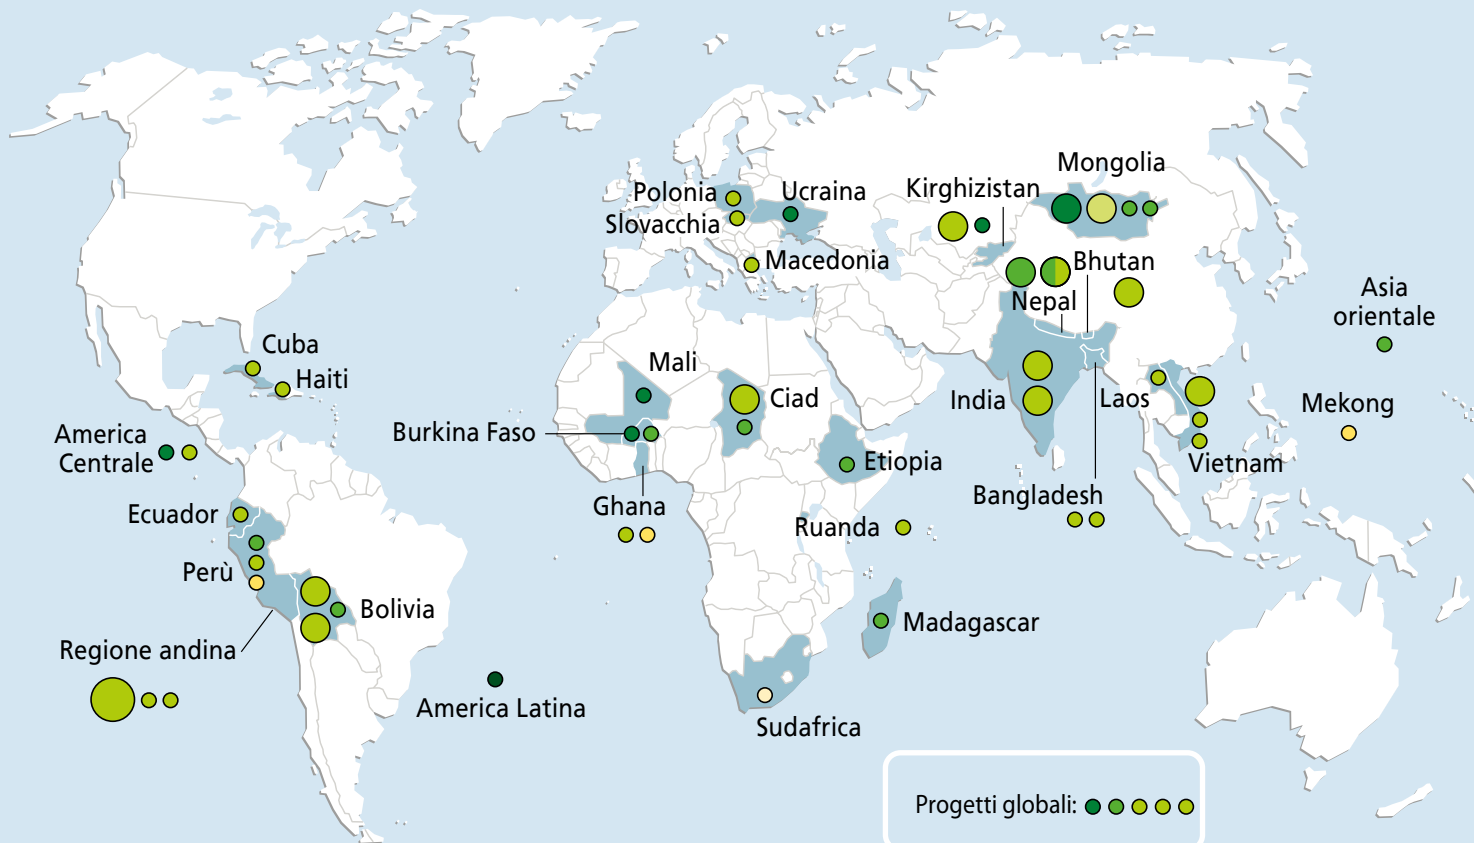 Mongolia
Kirghizistan
Polonia
Ucraina
Slovacchia
Macedonia
Bhutan
Nepal
Asia
orientale
Cuba
Haiti
Mali
Ciad
India
Laos
Mekong
America
Centrale
Burkina Faso
Etiopia
Vietnam
Bangladesh
Ghana
Ecuador
Ruanda
Perù
Bolivia
Madagascar
Regione andina
America Latina
Sudafrica
Progetti globali: